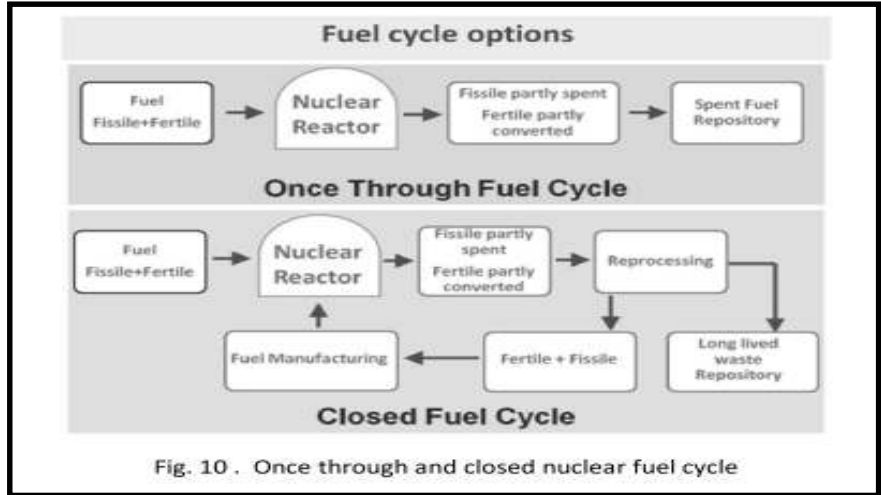 Fuel cycle options
Fuel
Fissile+Fertile
Nuclear
Reactor
Fissile partly spent
Fertile partly
converted
Spent Fuel
Repository
Once Through Fuel Cycle
Fuel
Fissile+Fertile
Nuclear
Reactor
Fissile partly
spent
Fertile partly
converted
Reprocessing
Fuel Manufacturing
Fertile + Fissile
Long lived
waste
Repository
Closed Fuel Cycle
Fig. 10 . Once through and closed nuclear fuel cycle